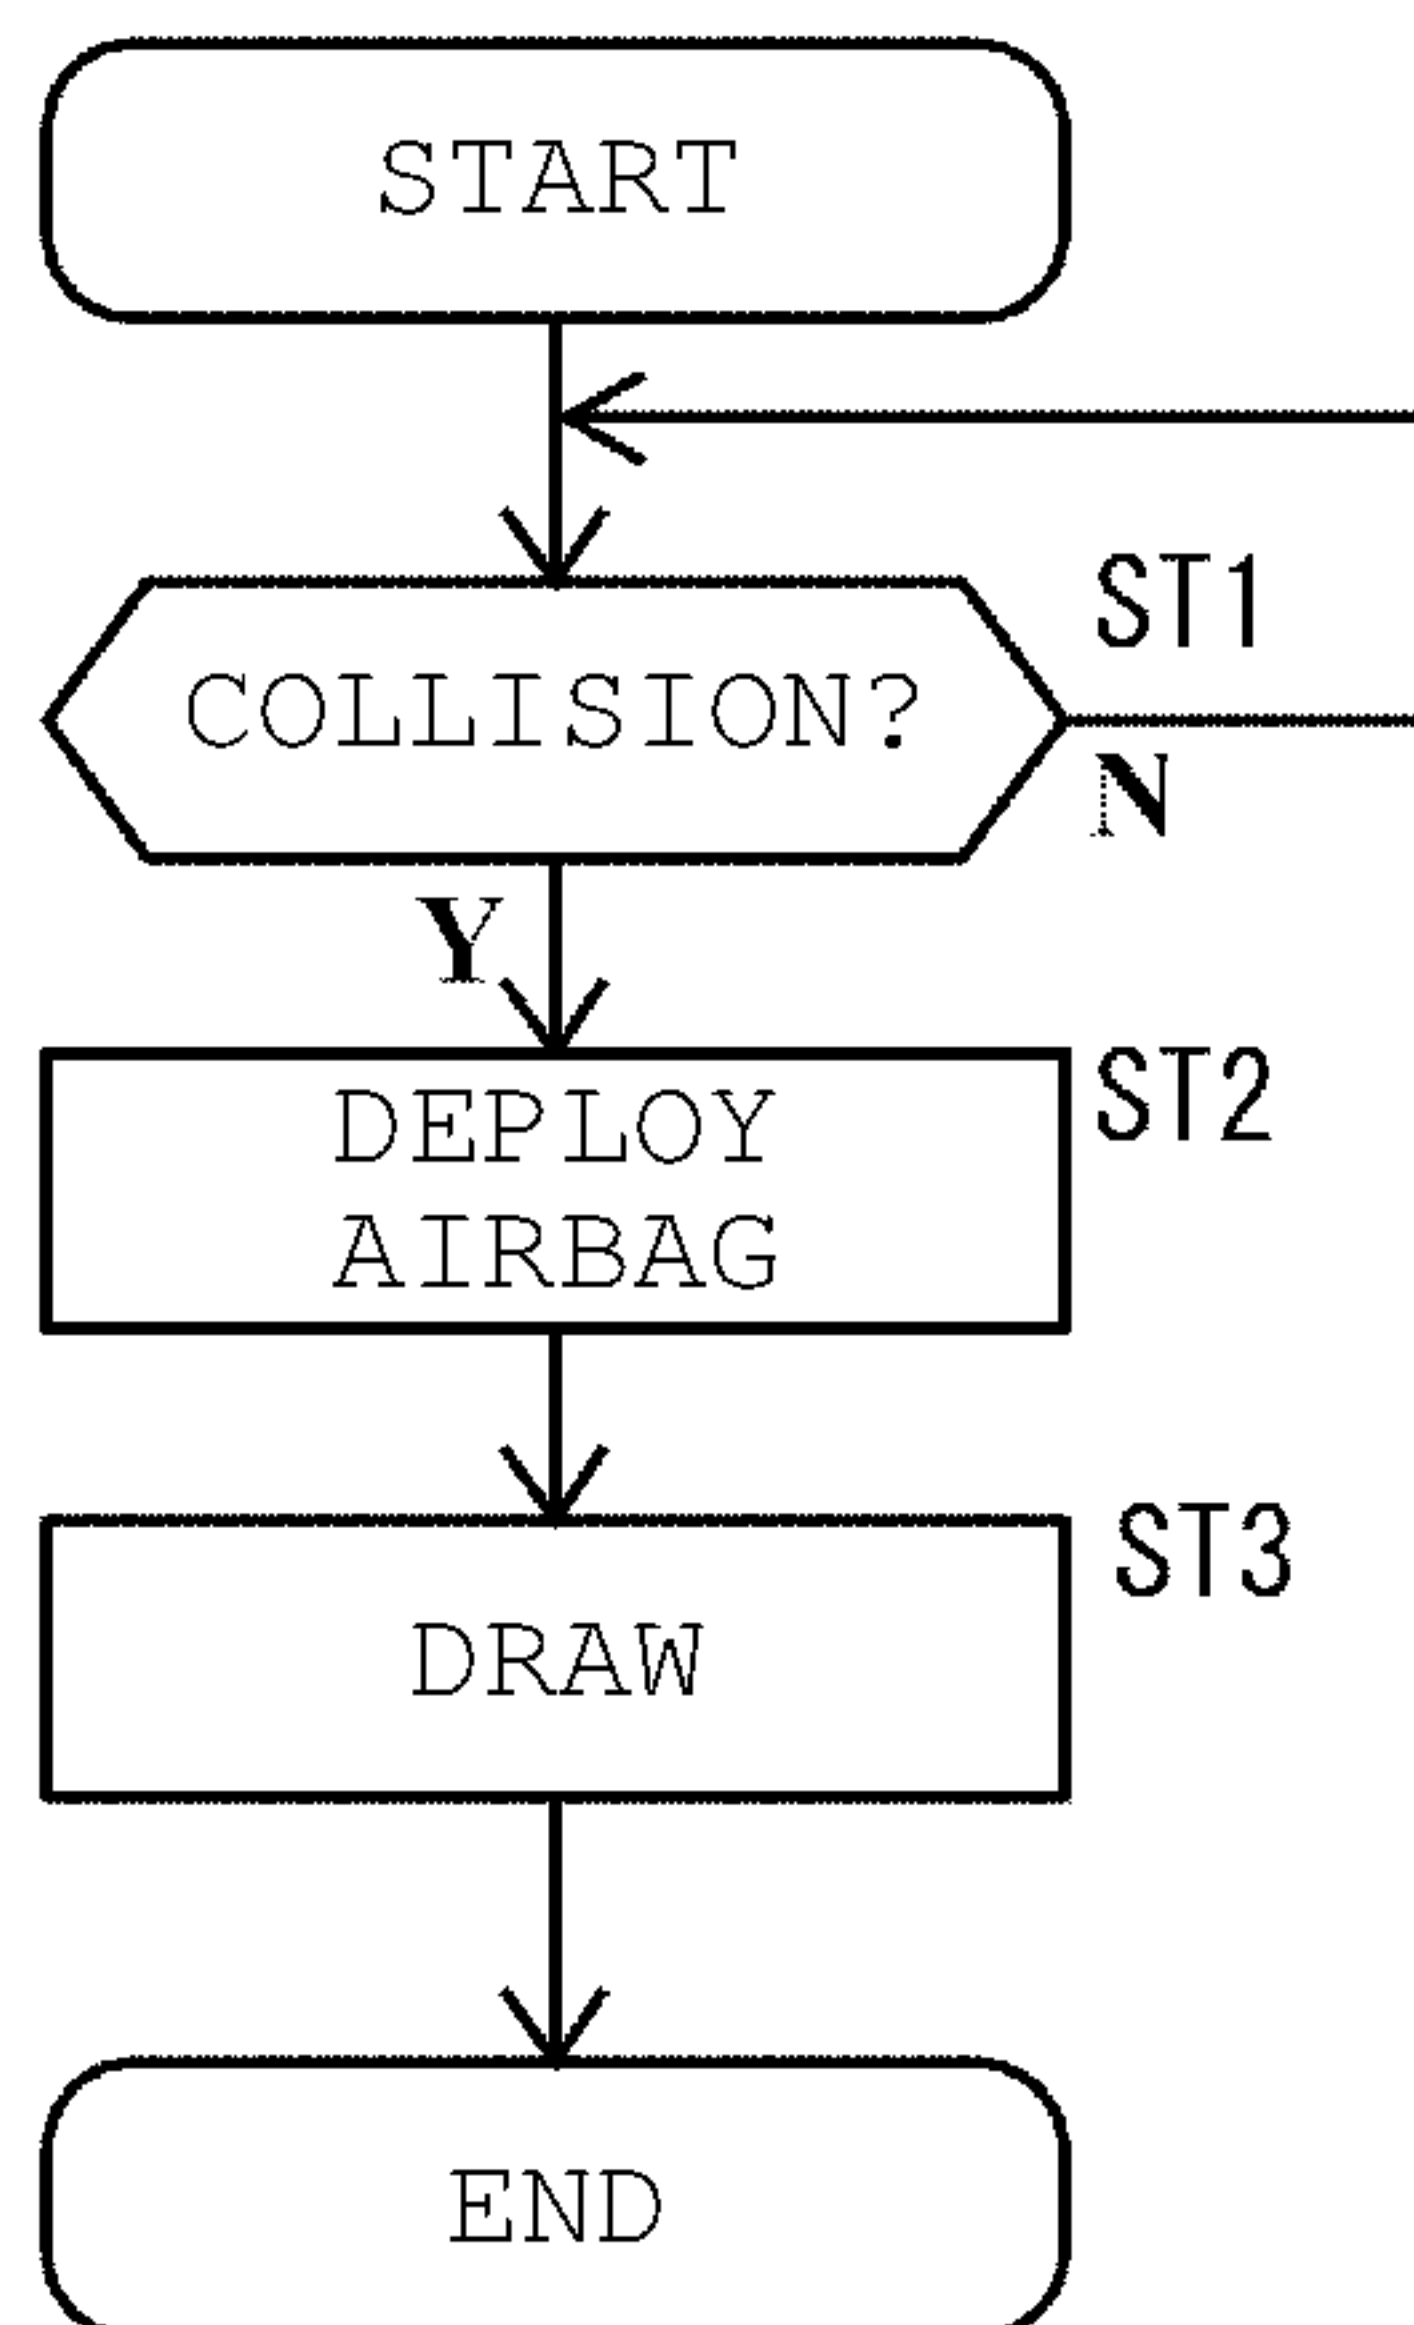 START
ST1
COLLISION?
N
Y
ST2
DEPLOY
AIRBAG
ST3
DRAW
END